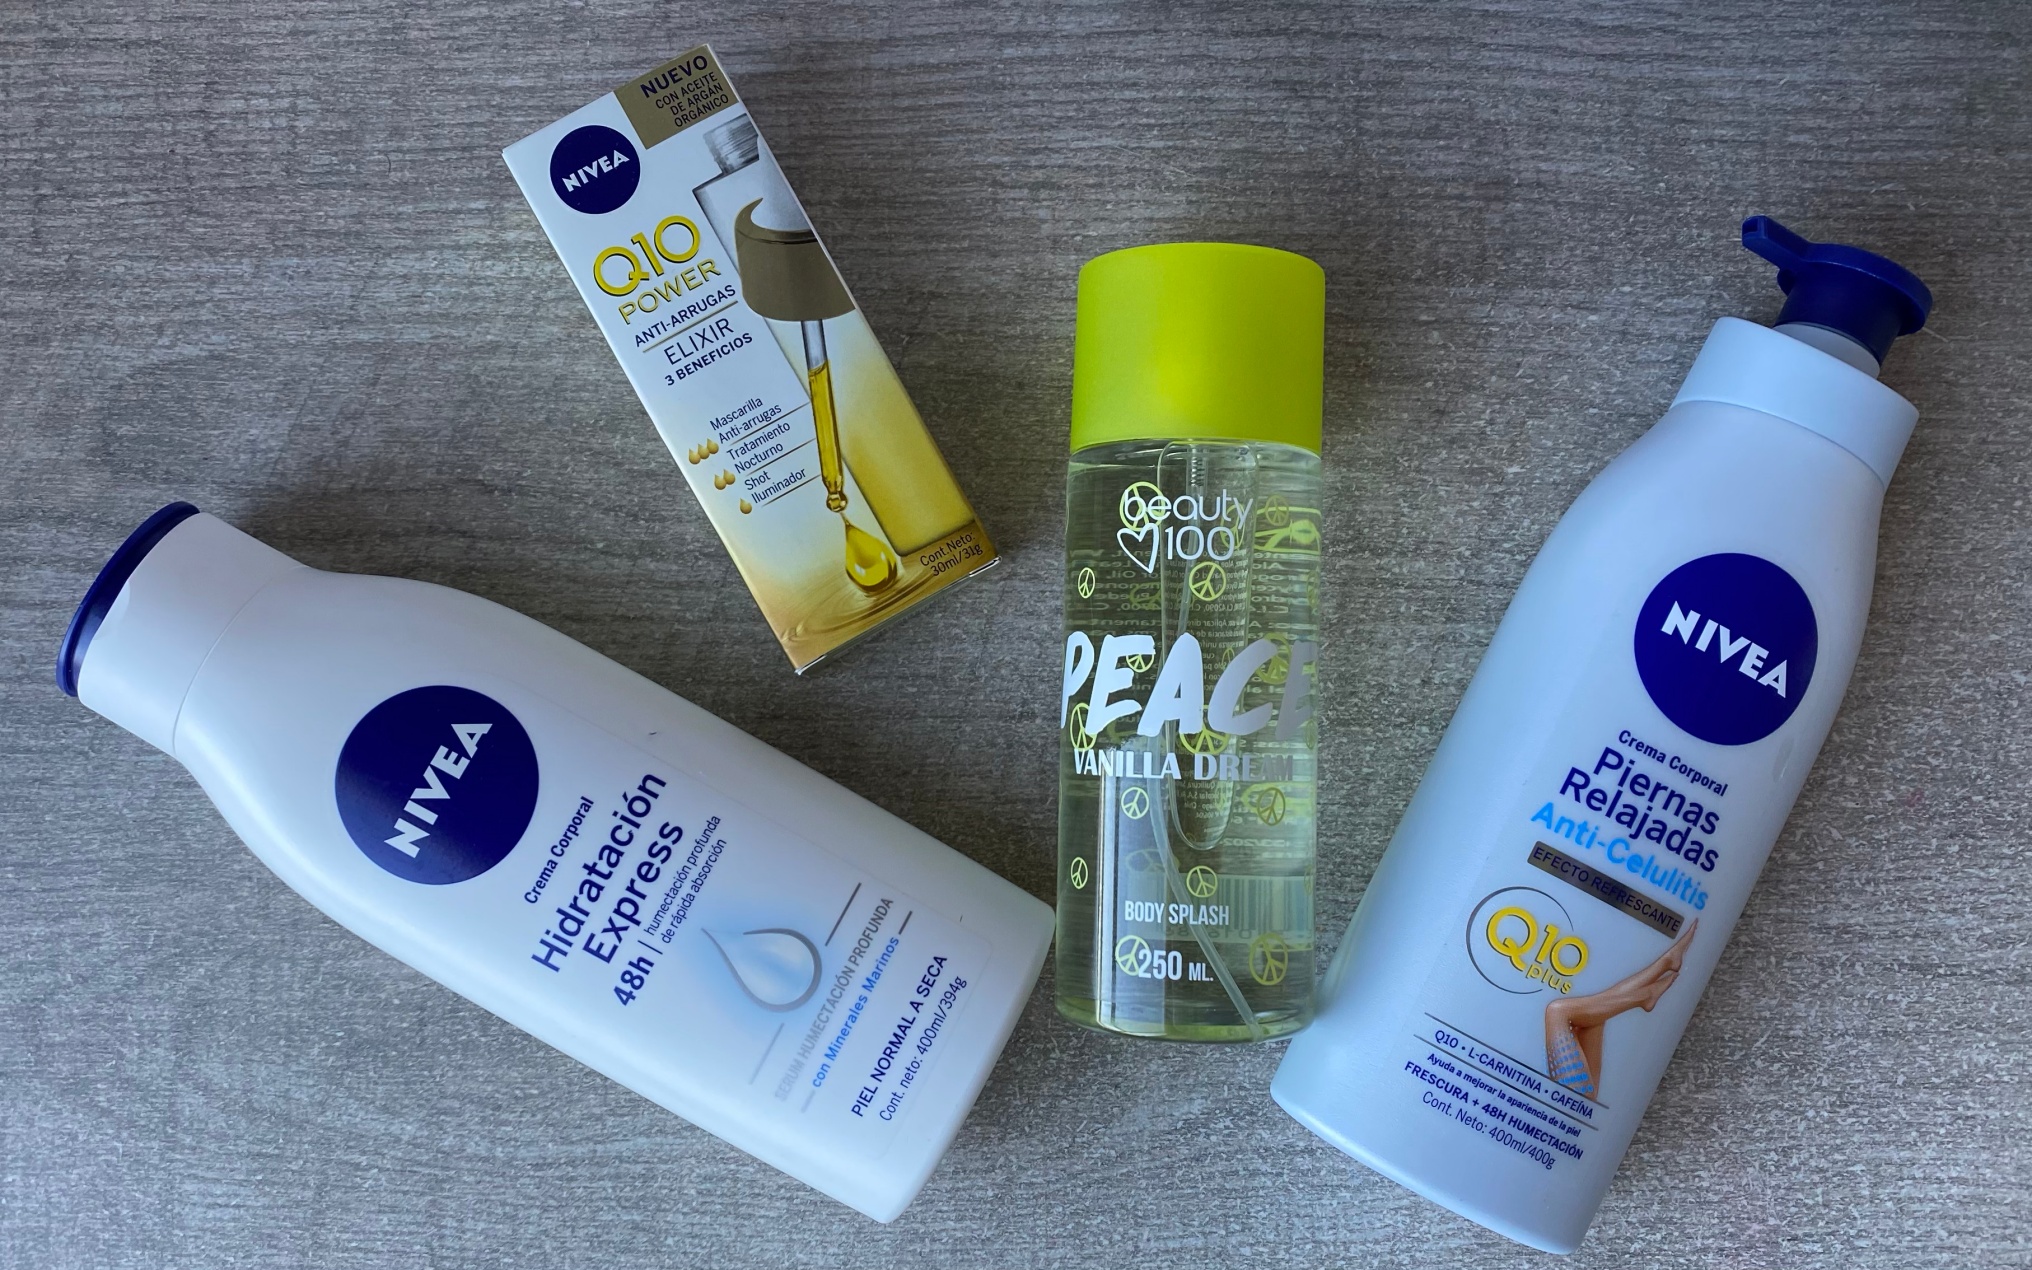 NUEVO
CON ACEITE
DE ARGÁN
ORGÁNICO
NIVEA
Q10
POWER
ANTI-ARRUGAS
ELIXIR
3 BENEFICIOS
Mascarilla
Anti-arrugas
Tratamiento
Nocturno
Shot
Iluminador
Cont.Neto:
30ml/31g
NIVEA
Crema Corporal
Hidratación
Express
48h
humectación profunda
de rápida absorción
SERUM HUMECTACIÓN PROFUNDA
con Minerales Marinos
PIEL NORMAL A SECA
Cont. neto: 400ml/394g
beauty
100
PEACE
VANILLA DREAM
BODY SPLASH
250 ML.
NIVEA
Crema Corporal
Piernas
Relajadas
Anti-Celulitis
EFECTO REFRESCANTE
Q10
plus
Q10 • L-CARNITINA • CAFEÍNA
Ayuda a mejorar la apariencia de la piel
FRESCURA + 48H HUMECTACIÓN
Cont. Neto: 400ml/400g